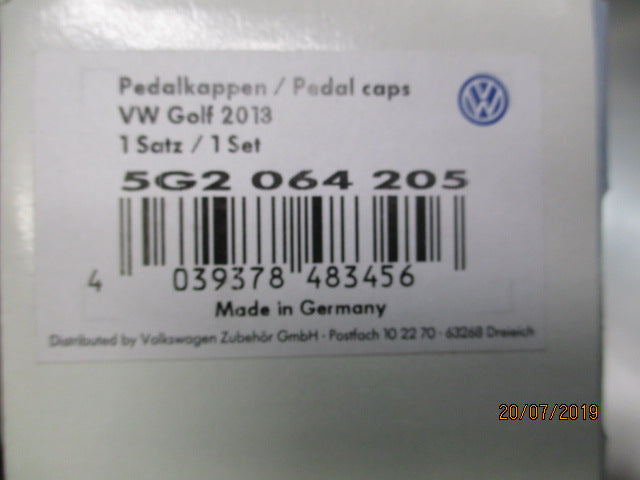 Pedalkappen / Pedal caps
VW Golf 2013
1 Satz / 1 Set
5G2 064 205
4 039378 483456
Made in Germany
Distributed by Volkswagen Zubehör GmbH · Postfach 10 22 70 · 63268 Dreieich
20/07/2019